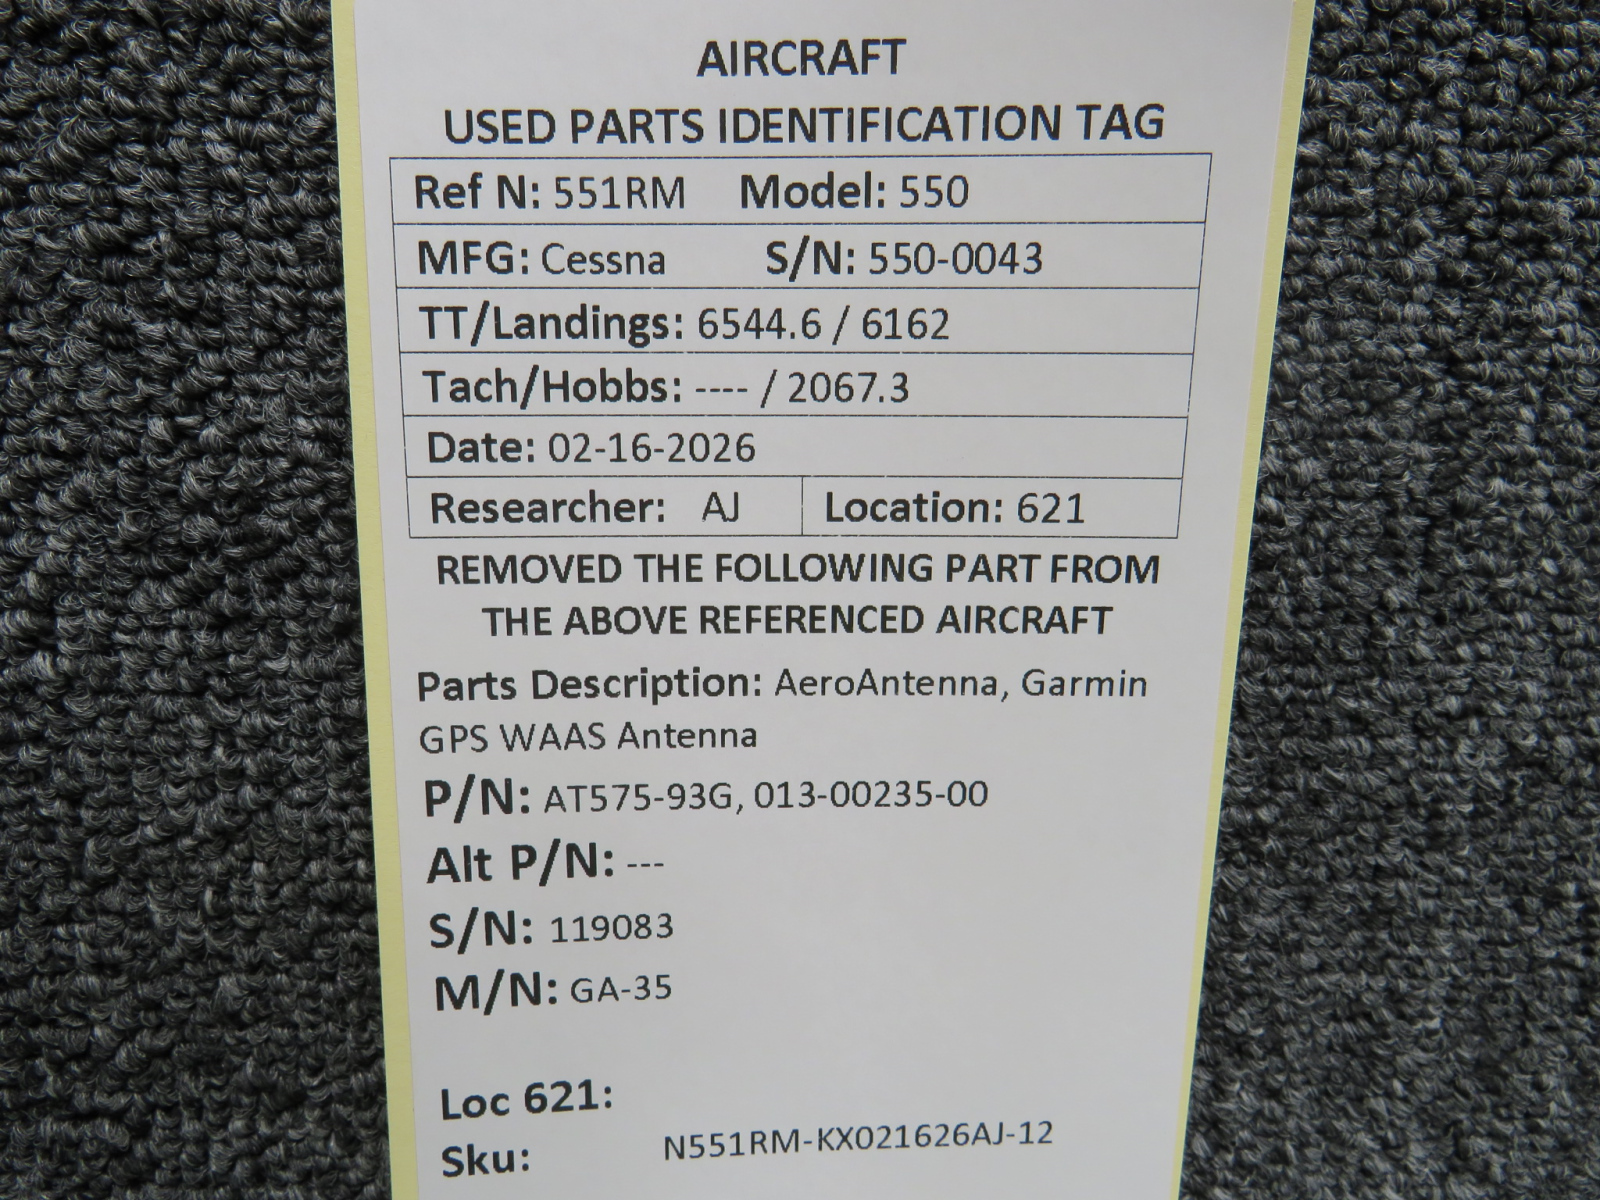 AIRCRAFT
USED PARTS IDENTIFICATION TAG
Ref N: 551RM Model: 550
MFG: Cessna S/N: 550-0043
TT/Landings: 6544.6 / 6162
Tach/Hobbs: ---- / 2067.3
Date: 02-16-2026
Researcher: AJ Location: 621
REMOVED THE FOLLOWING PART FROM
THE ABOVE REFERENCED AIRCRAFT
Parts Description: AeroAntenna, Garmin
GPS WAAS Antenna
P/N: AT575-93G, 013-00235-00
Alt P/N: ---
S/N: 119083
M/N: GA-35
Loc 621:
Sku: N551RM-KX021626AJ-12